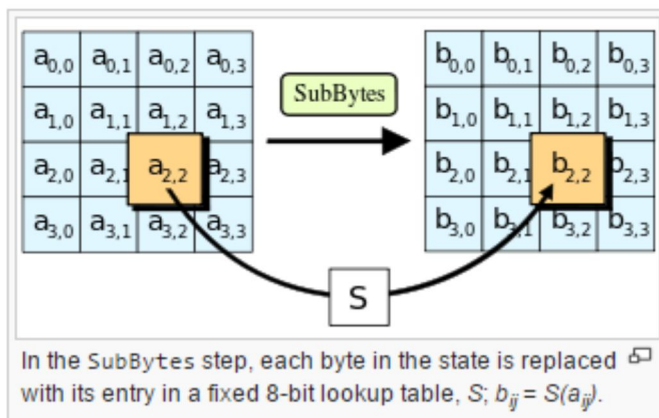 a0,0 a0,1 a0,2 a0,3 b0,0 b0,1 b0,2 b0,3
SubBytes
a1,0 a1,1 a1,2 a1,3 b1,0 b1,1 b1,2 b1,3
a2,0 a2,1 a2,2 a2,3 b2,0 b2,1 b2,2 b2,3
a3,0 a3,1 a3,2 a3,3 b3,0 b3,1 b3,2 b3,3
S
In the SubBytes step, each byte in the state is replaced
with its entry in a fixed 8-bit lookup table, S; bij = S(aij).